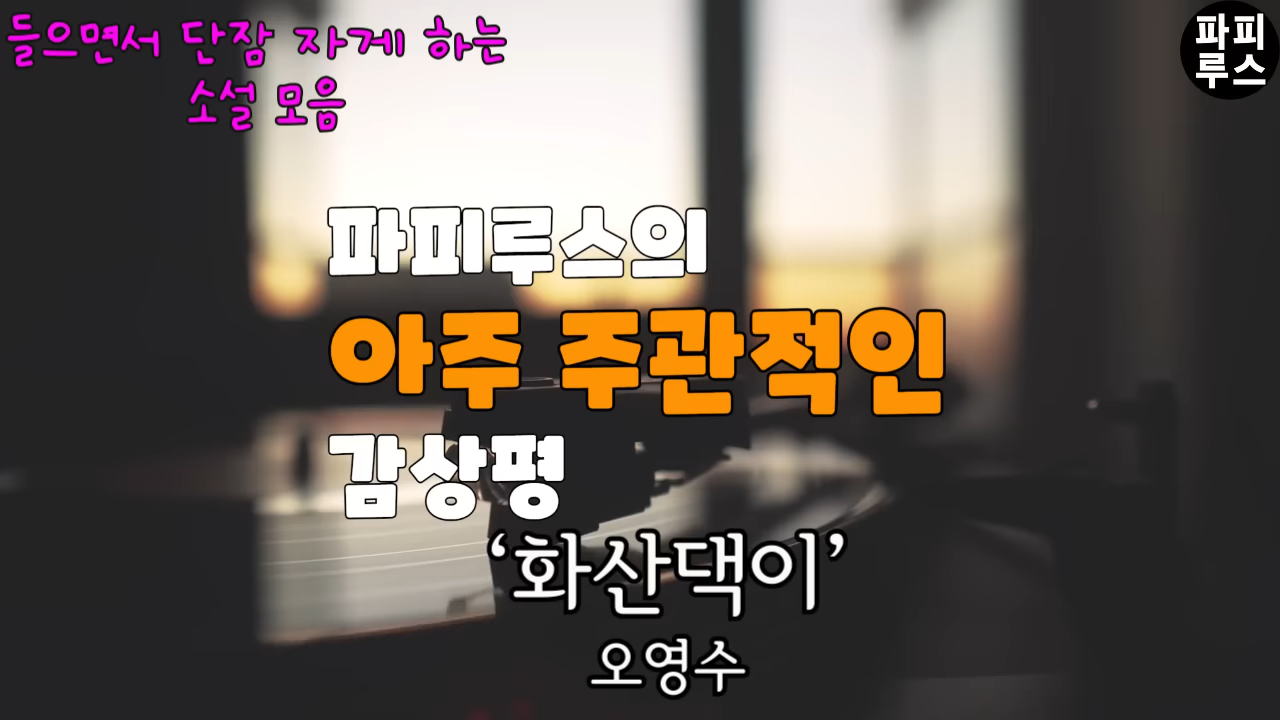 들으면서 단잠 자게 하는
소설 모음
파피
루스
파피루스의
아주 주관적인
감상평
‘화산댁이’
오영수